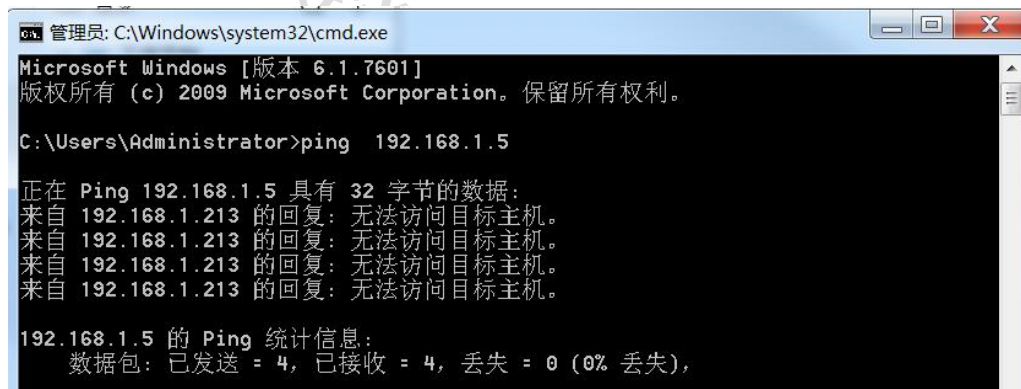 管理员: C:\Windows\system32\cmd.exe
Microsoft Windows [版本 6.1.7601]
版权所有 (c) 2009 Microsoft Corporation。保留所有权利。
C:\Users\Administrator>ping  192.168.1.5
正在 Ping 192.168.1.5 具有 32 字节的数据:
来自 192.168.1.213 的回复: 无法访问目标主机。
来自 192.168.1.213 的回复: 无法访问目标主机。
来自 192.168.1.213 的回复: 无法访问目标主机。
来自 192.168.1.213 的回复: 无法访问目标主机。
192.168.1.5 的 Ping 统计信息:
数据包: 已发送 = 4，已接收 = 4，丢失 = 0 (0% 丢失)，